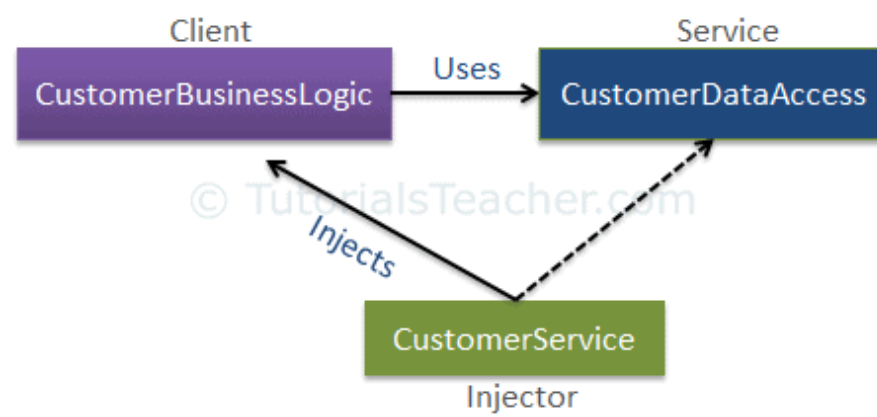 Client
Service
CustomerBusinessLogic
Uses
CustomerDataAccess
© TutorialsTeacher.com
Injects
CustomerService
Injector